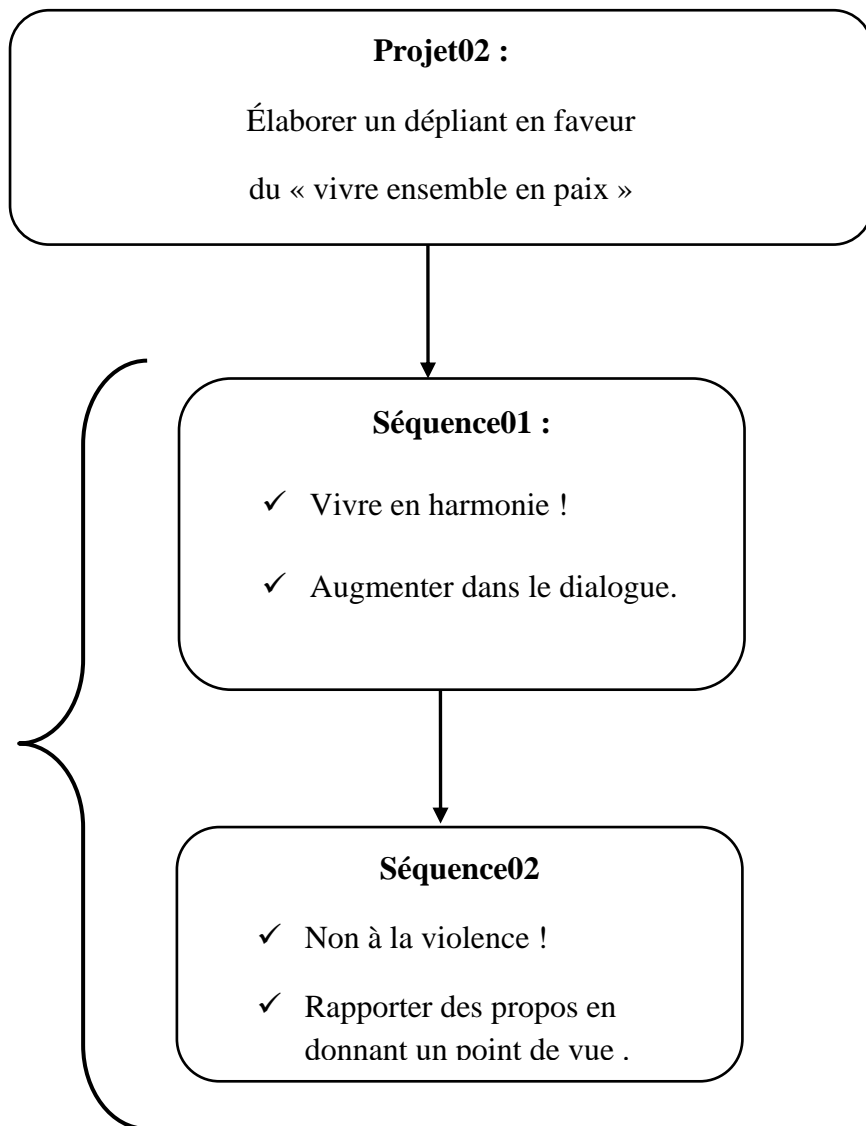 Projet02 :
Élaborer un dépliant en faveur
du « vivre ensemble en paix »
Séquence01 :
✓ Vivre en harmonie !
✓ Augmenter dans le dialogue.
Séquence02
✓ Non à la violence !
✓ Rapporter des propos en
donnant un point de vue .